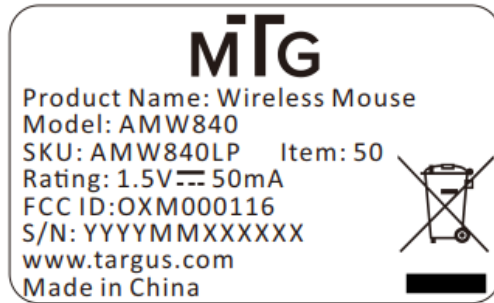 MTG
Product Name: Wireless Mouse
Model: AMW840
SKU: AMW840LP Item: 50
Rating: 1.5V⎓50mA
FCC ID:OXM000116
S/N: YYYYMMXXXXXX
www.targus.com
Made in China